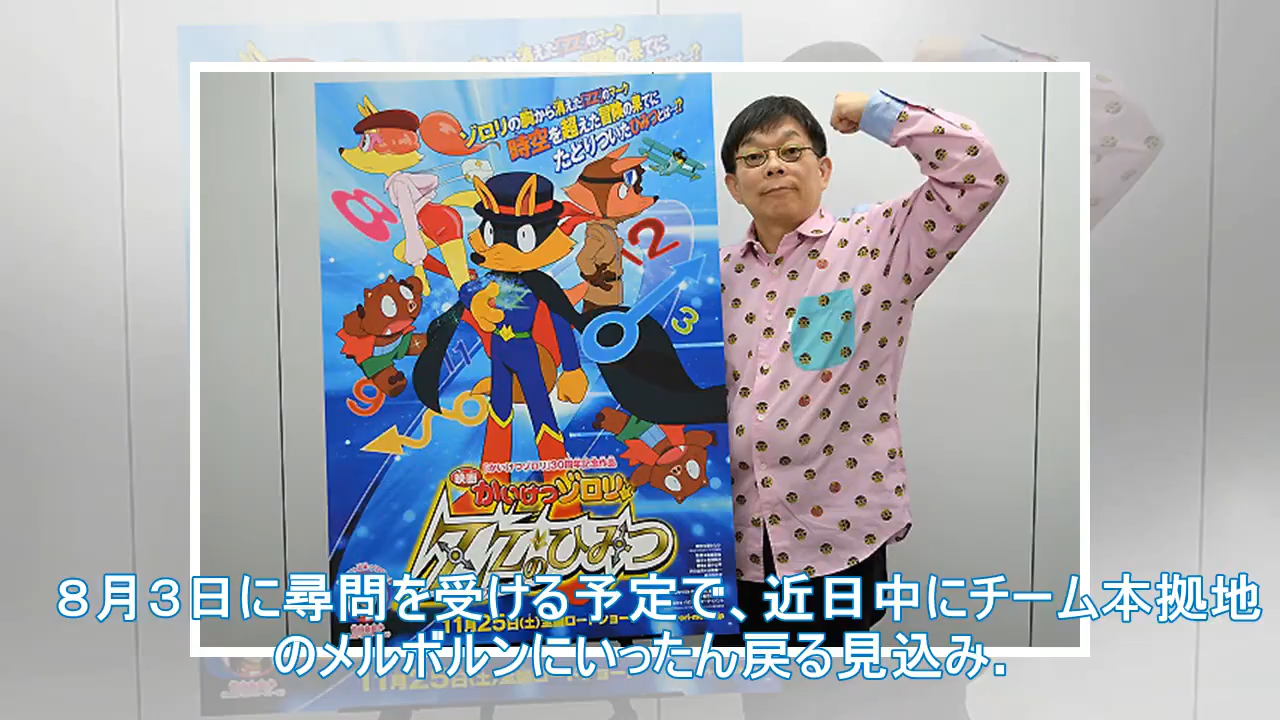 ゾロリの胸から消えた「ZZ」のマーク
時空を超えた冒険の果てに
たどりついたひみつとは…!?
8
12
3
11
9
「かいけつゾロリ」30周年記念作品
映画
かいけつゾロリ
ZZのひみつ
11月25日(土)全国ロードショー
８月３日に尋問を受ける予定で、近日中にチーム本拠地
のメルボルンにいったん戻る見込み.